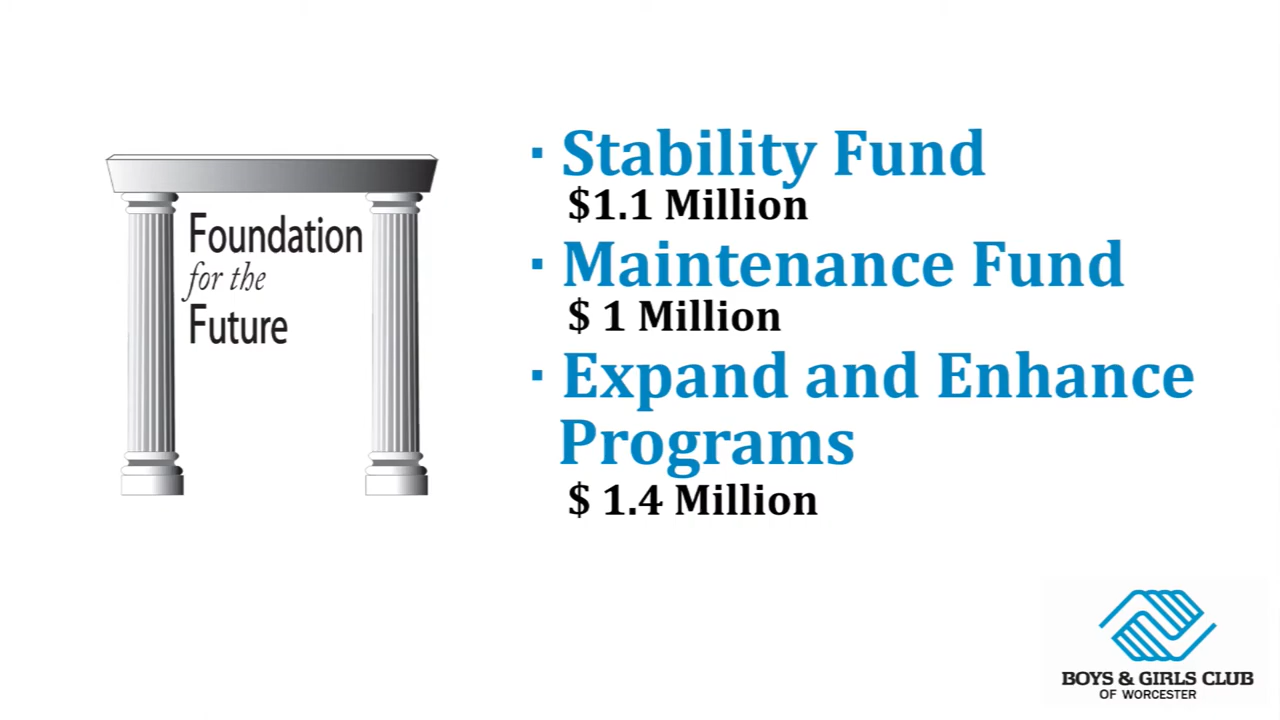 Foundation
for the
Future
· Stability Fund
$1.1 Million
· Maintenance Fund
$ 1 Million
· Expand and Enhance
Programs
$ 1.4 Million
BOYS & GIRLS CLUB
OF WORCESTER